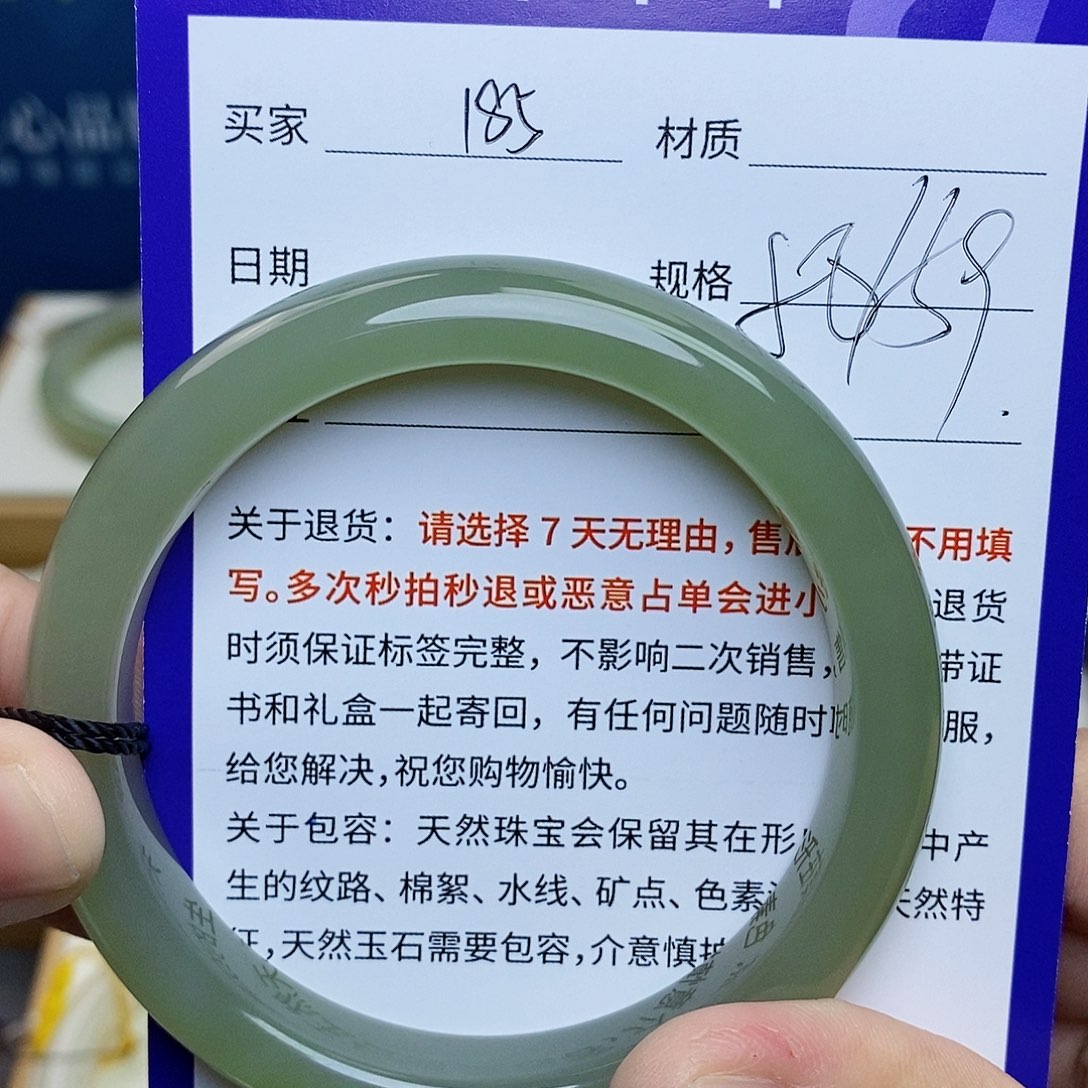 心品
买家 185 材质
日期 规格
关于退货：请选择 7 天无理由，售 不用填
写。多次秒拍秒退或恶意占单会进小 退货
时须保证标签完整，不影响二次销售， 带证
书和礼盒一起寄回，有任何问题随时 服，
给您解决，祝您购物愉快。
关于包容：天然珠宝会保留其在形 中产
生的纹路、棉絮、水线、矿点、色素 天然特
征，天然玉石需要包容，介意慎拍